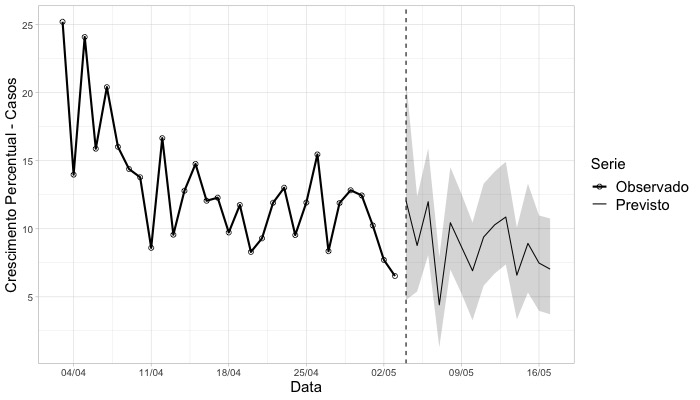 Crescimento Percentual - Casos
25
20
15
10
5
04/04
11/04
18/04
25/04
02/05
09/05
16/05
Data
Serie
Observado
Previsto